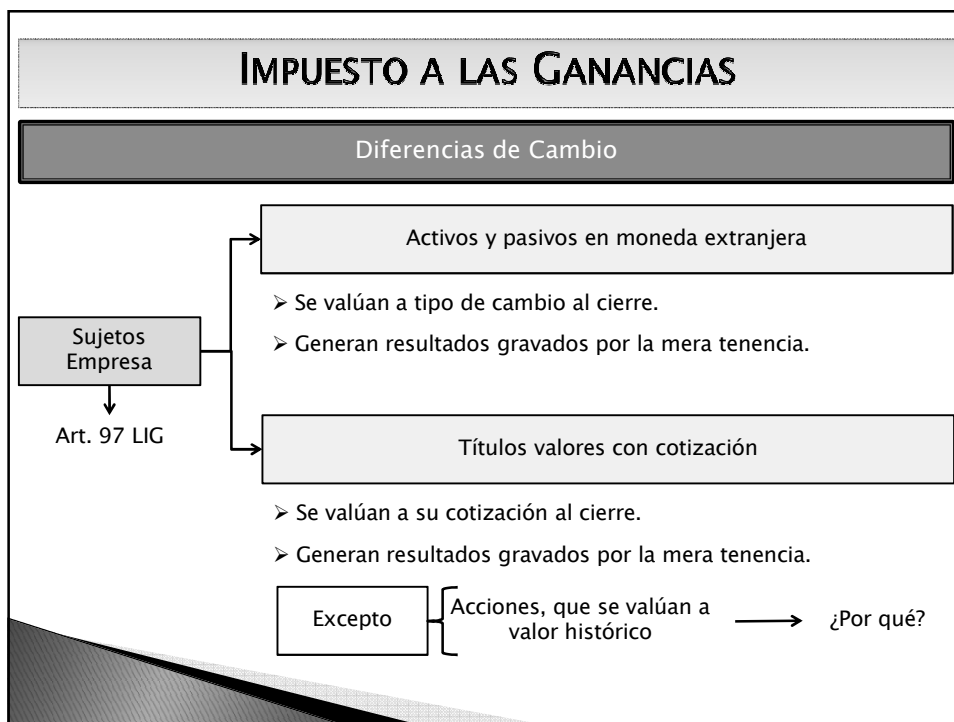 IMPUESTO A LAS GANANCIAS
Diferencias de Cambio
Activos y pasivos en moneda extranjera
➢ Se valúan a tipo de cambio al cierre.
➢ Generan resultados gravados por la mera tenencia.
Sujetos
Empresa
Art. 97 LIG
Títulos valores con cotización
➢ Se valúan a su cotización al cierre.
➢ Generan resultados gravados por la mera tenencia.
Excepto
Acciones, que se valúan a
valor histórico
¿Por qué?